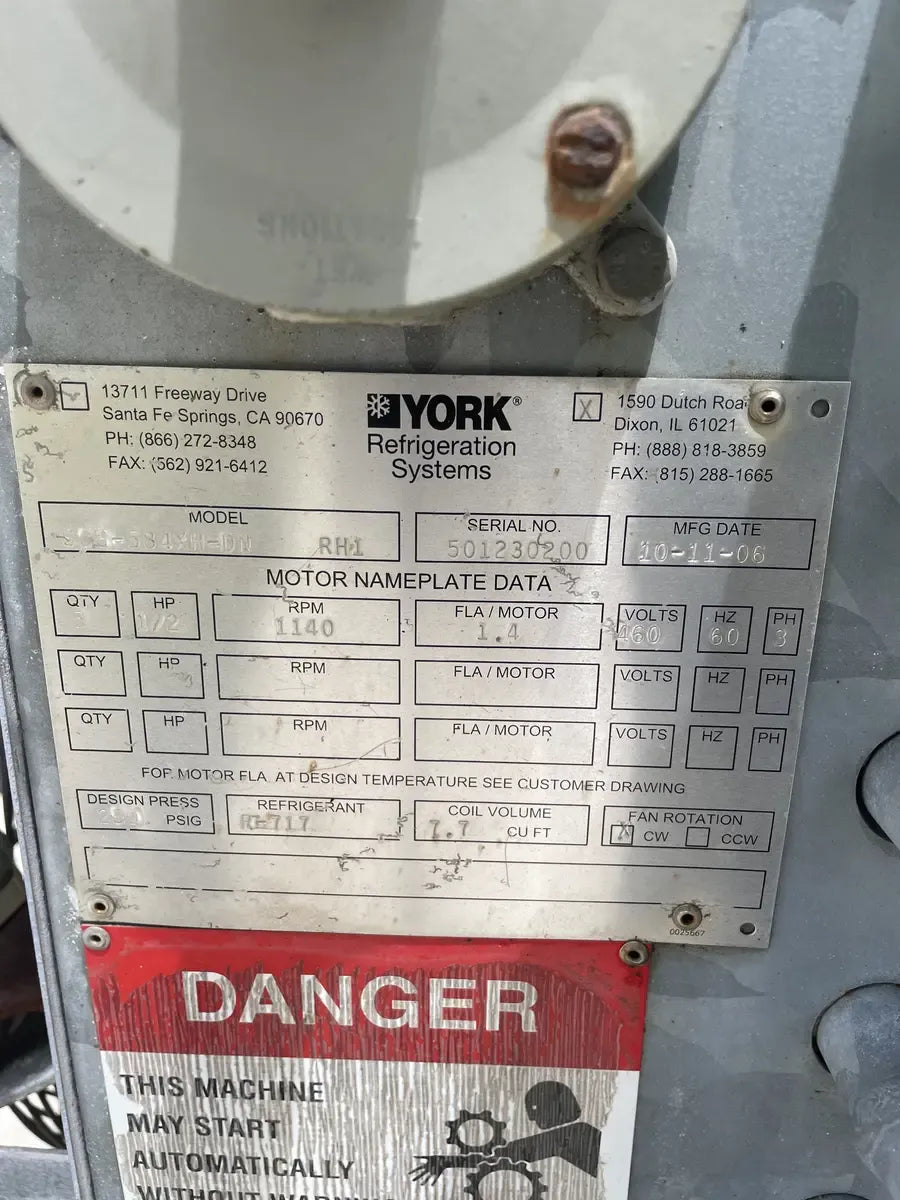 13711 Freeway Drive
Santa Fe Springs, CA 90670
PH: (866) 272-8348
FAX: (562) 921-6412
YORK®
Refrigeration
Systems
X
1590 Dutch Road
Dixon, IL 61021
PH: (888) 818-3859
FAX: (815) 288-1665
MODEL
RHI
SERIAL NO.
501230200
MFG DATE
10-11-06
MOTOR NAMEPLATE DATA
QTY HP RPM FLA / MOTOR VOLTS HZ PH
1/2 1140 1.4 460 60 3
QTY HP RPM FLA / MOTOR VOLTS HZ PH
QTY HP RPM FLA / MOTOR VOLTS HZ PH
FOR MOTOR FLA AT DESIGN TEMPERATURE SEE CUSTOMER DRAWING
DESIGN PRESS
PSIG
REFRIGERANT
R-717
COIL VOLUME
7.7 CU FT
FAN ROTATION
X CW CCW
0025667
DANGER
THIS MACHINE
MAY START
AUTOMATICALLY
WITHOUT WARNING